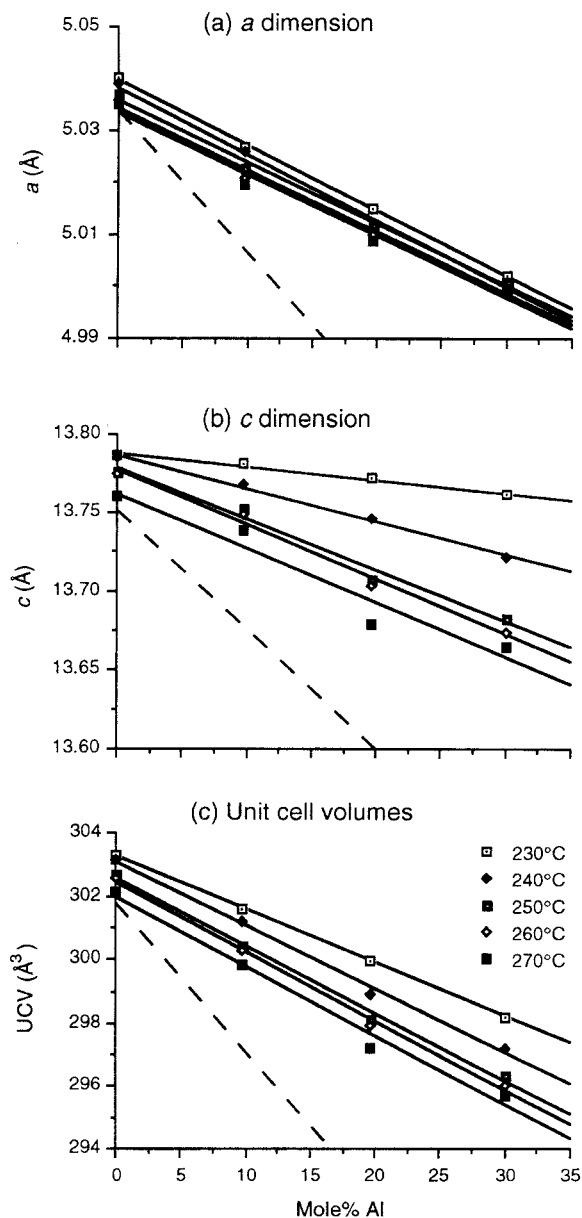 (a) a dimension
5.05
5.03
5.01
4.99
a (Å)
(b) c dimension
13.80
13.75
13.70
13.65
13.60
c (Å)
(c) Unit cell volumes
304
302
300
298
296
294
UCV (Å³)
230°C
240°C
250°C
260°C
270°C
0 5 10 15 20 25 30 35
Mole% Al